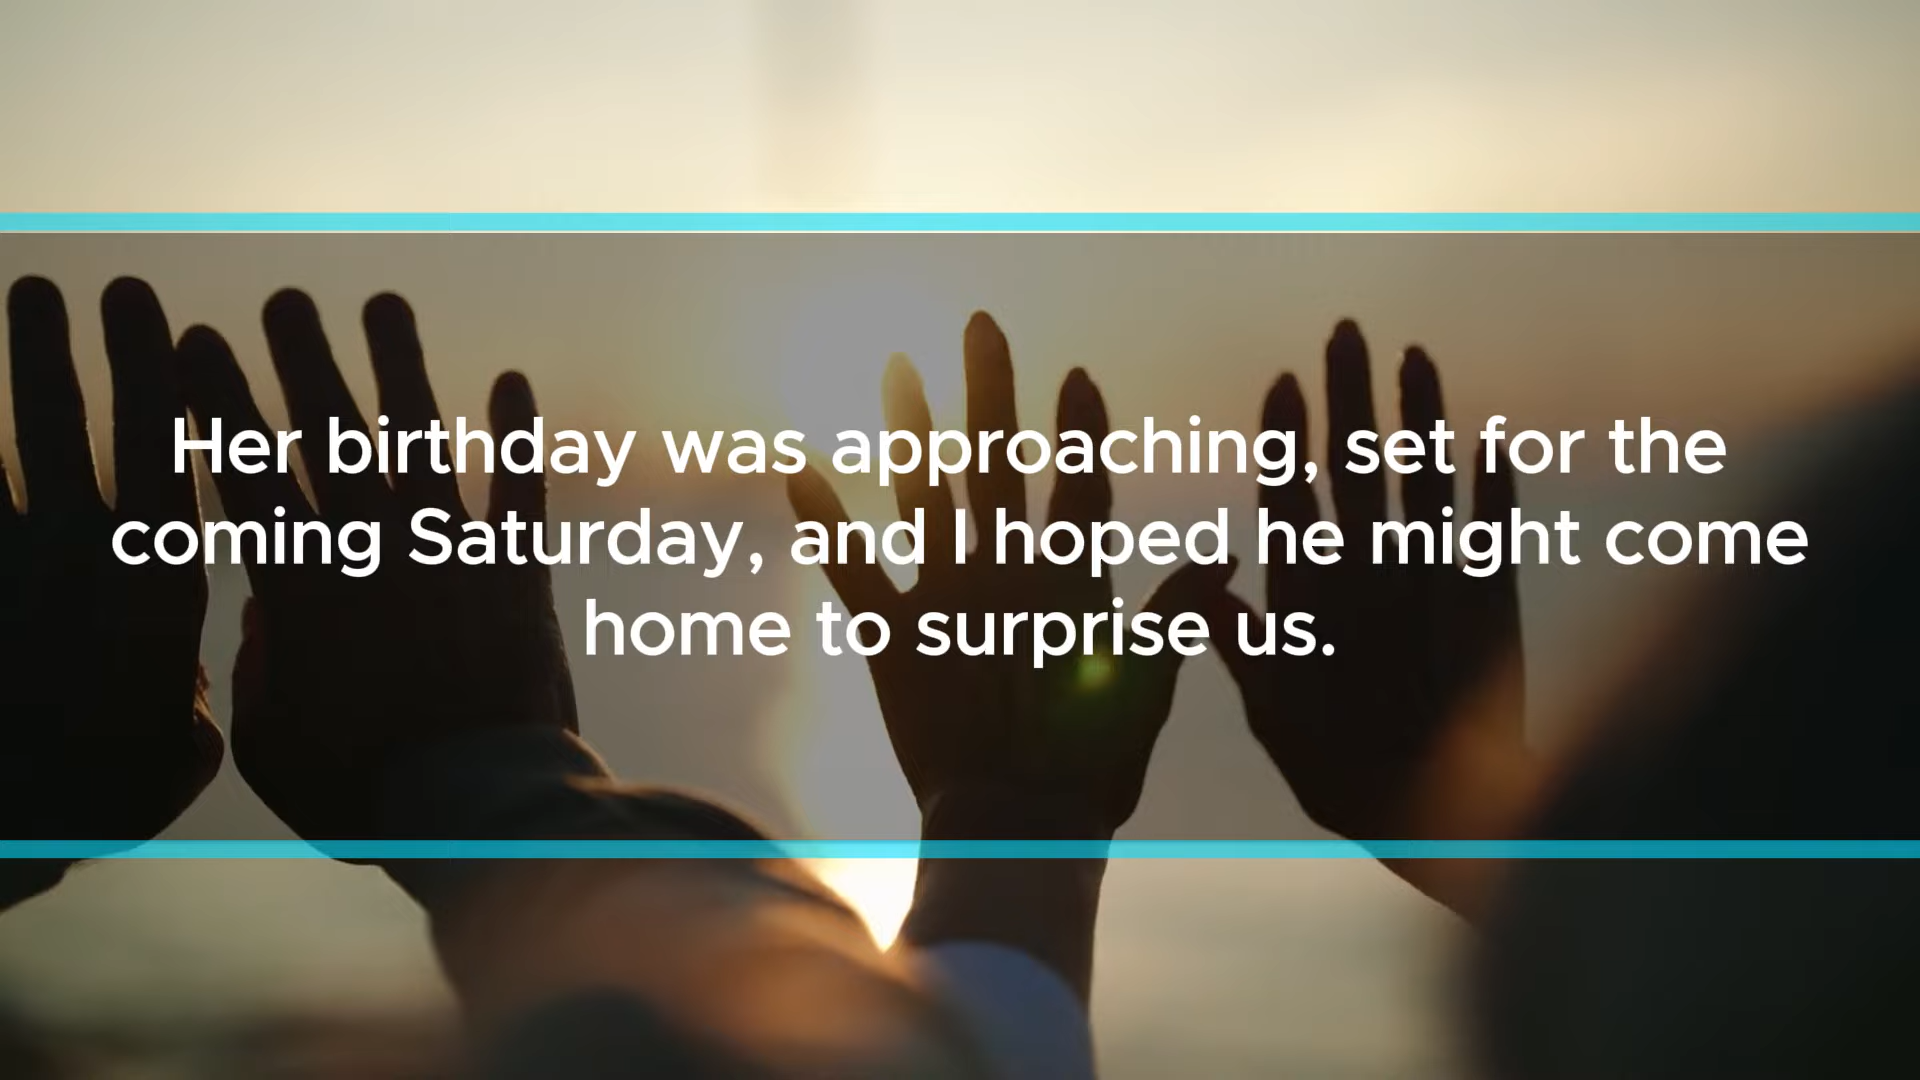 Her birthday was approaching, set for the
coming Saturday, and I hoped he might come
home to surprise us.